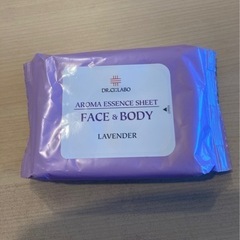 DR.CI:LABO
AROMA ESSENCE SHEET
FACE & BODY
LAVENDER